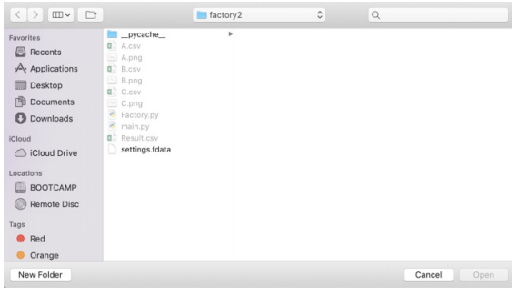 factory2
Favorites
Recents
Applications
Desktop
Documents
Downloads
iCloud
iCloud Drive
Locations
BOOTCAMP
Remote Disc
Tags
Red
Orange
__pycache__
A.csv
A.png
B.csv
B.png
C.csv
C.png
Factory.py
main.py
Result.csv
settings.fdata
New Folder
Cancel
Open